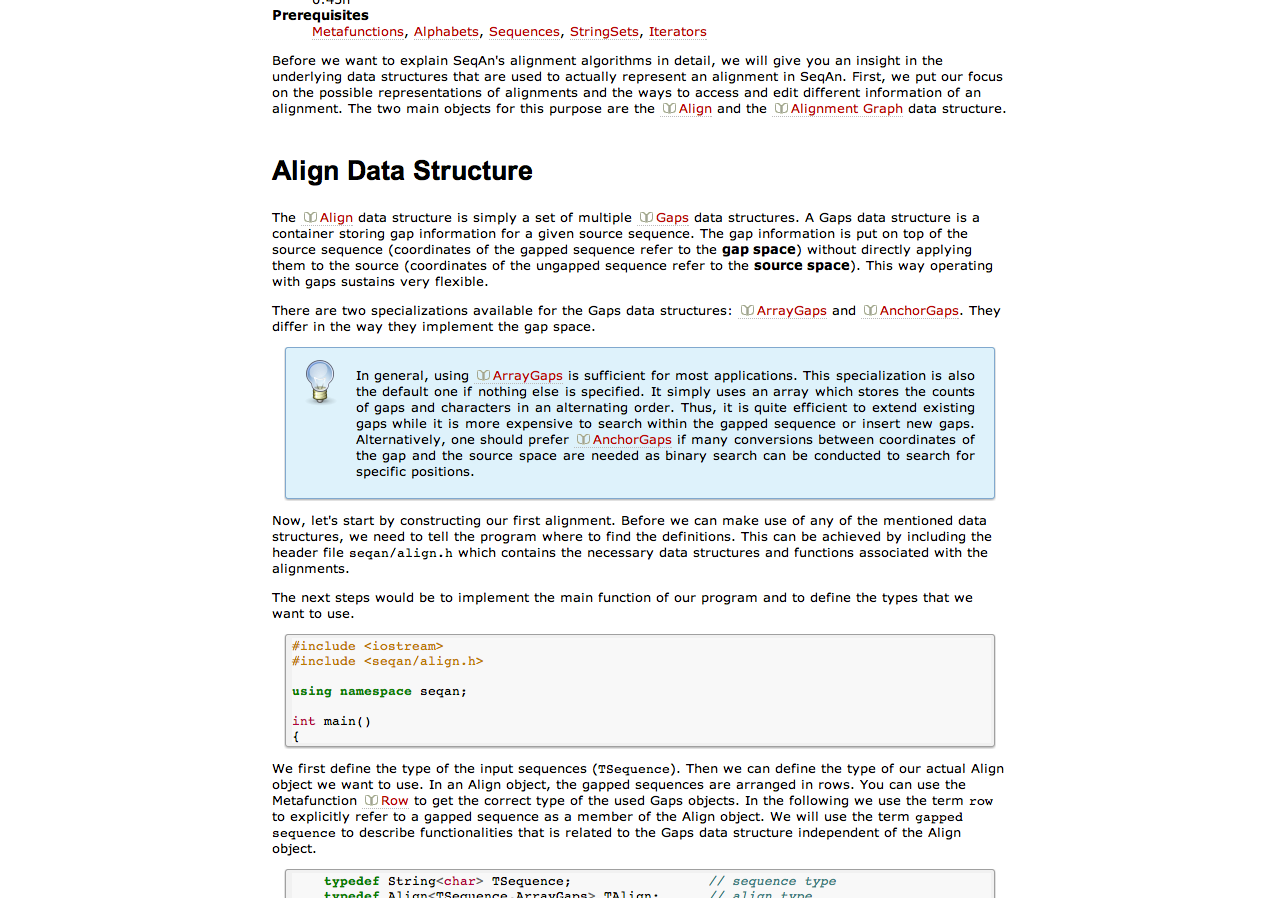 0:45h
Prerequisites
Metafunctions, Alphabets, Sequences, StringSets, Iterators
Before we want to explain SeqAn's alignment algorithms in detail, we will give you an insight in the
underlying data structures that are used to actually represent an alignment in SeqAn. First, we put our focus
on the possible representations of alignments and the ways to access and edit different information of an
alignment. The two main objects for this purpose are the Align and the Alignment Graph data structure.
Align Data Structure
The Align data structure is simply a set of multiple Gaps data structures. A Gaps data structure is a
container storing gap information for a given source sequence. The gap information is put on top of the
source sequence (coordinates of the gapped sequence refer to the gap space) without directly applying
them to the source (coordinates of the ungapped sequence refer to the source space). This way operating
with gaps sustains very flexible.
There are two specializations available for the Gaps data structures: ArrayGaps and AnchorGaps. They
differ in the way they implement the gap space.
In general, using ArrayGaps is sufficient for most applications. This specialization is also
the default one if nothing else is specified. It simply uses an array which stores the counts
of gaps and characters in an alternating order. Thus, it is quite efficient to extend existing
gaps while it is more expensive to search within the gapped sequence or insert new gaps.
Alternatively, one should prefer AnchorGaps if many conversions between coordinates of
the gap and the source space are needed as binary search can be conducted to search for
specific positions.
Now, let's start by constructing our first alignment. Before we can make use of any of the mentioned data
structures, we need to tell the program where to find the definitions. This can be achieved by including the
header file seqan/align.h which contains the necessary data structures and functions associated with the
alignments.
The next steps would be to implement the main function of our program and to define the types that we
want to use.
#include <iostream>
#include <seqan/align.h>
using namespace seqan;
int main()
{
We first define the type of the input sequences (TSequence). Then we can define the type of our actual Align
object we want to use. In an Align object, the gapped sequences are arranged in rows. You can use the
Metafunction Row to get the correct type of the used Gaps objects. In the following we use the term row
to explicitly refer to a gapped sequence as a member of the Align object. We will use the term gapped
sequence to describe functionalities that is related to the Gaps data structure independent of the Align
object.
typedef String<char> TSequence; // sequence type
typedef Align<TSequence,ArrayGaps> TAlign; // align type